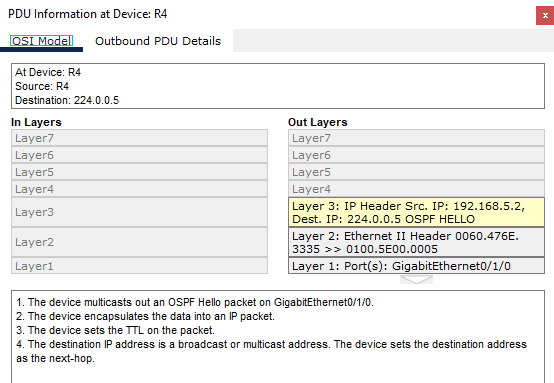 PDU Information at Device: R4
x
OSI Model Outbound PDU Details
At Device: R4
Source: R4
Destination: 224.0.0.5
In Layers
Layer7
Layer6
Layer5
Layer4
Layer3
Layer2
Layer1
Out Layers
Layer7
Layer6
Layer5
Layer4
Layer 3: IP Header Src. IP: 192.168.5.2,
Dest. IP: 224.0.0.5 OSPF HELLO
Layer 2: Ethernet II Header 0060.476E.
3335 >> 0100.5E00.0005
Layer 1: Port(s): GigabitEthernet0/1/0
1. The device multicasts out an OSPF Hello packet on GigabitEthernet0/1/0.
2. The device encapsulates the data into an IP packet.
3. The device sets the TTL on the packet.
4. The destination IP address is a broadcast or multicast address. The device sets the destination address
as the next-hop.